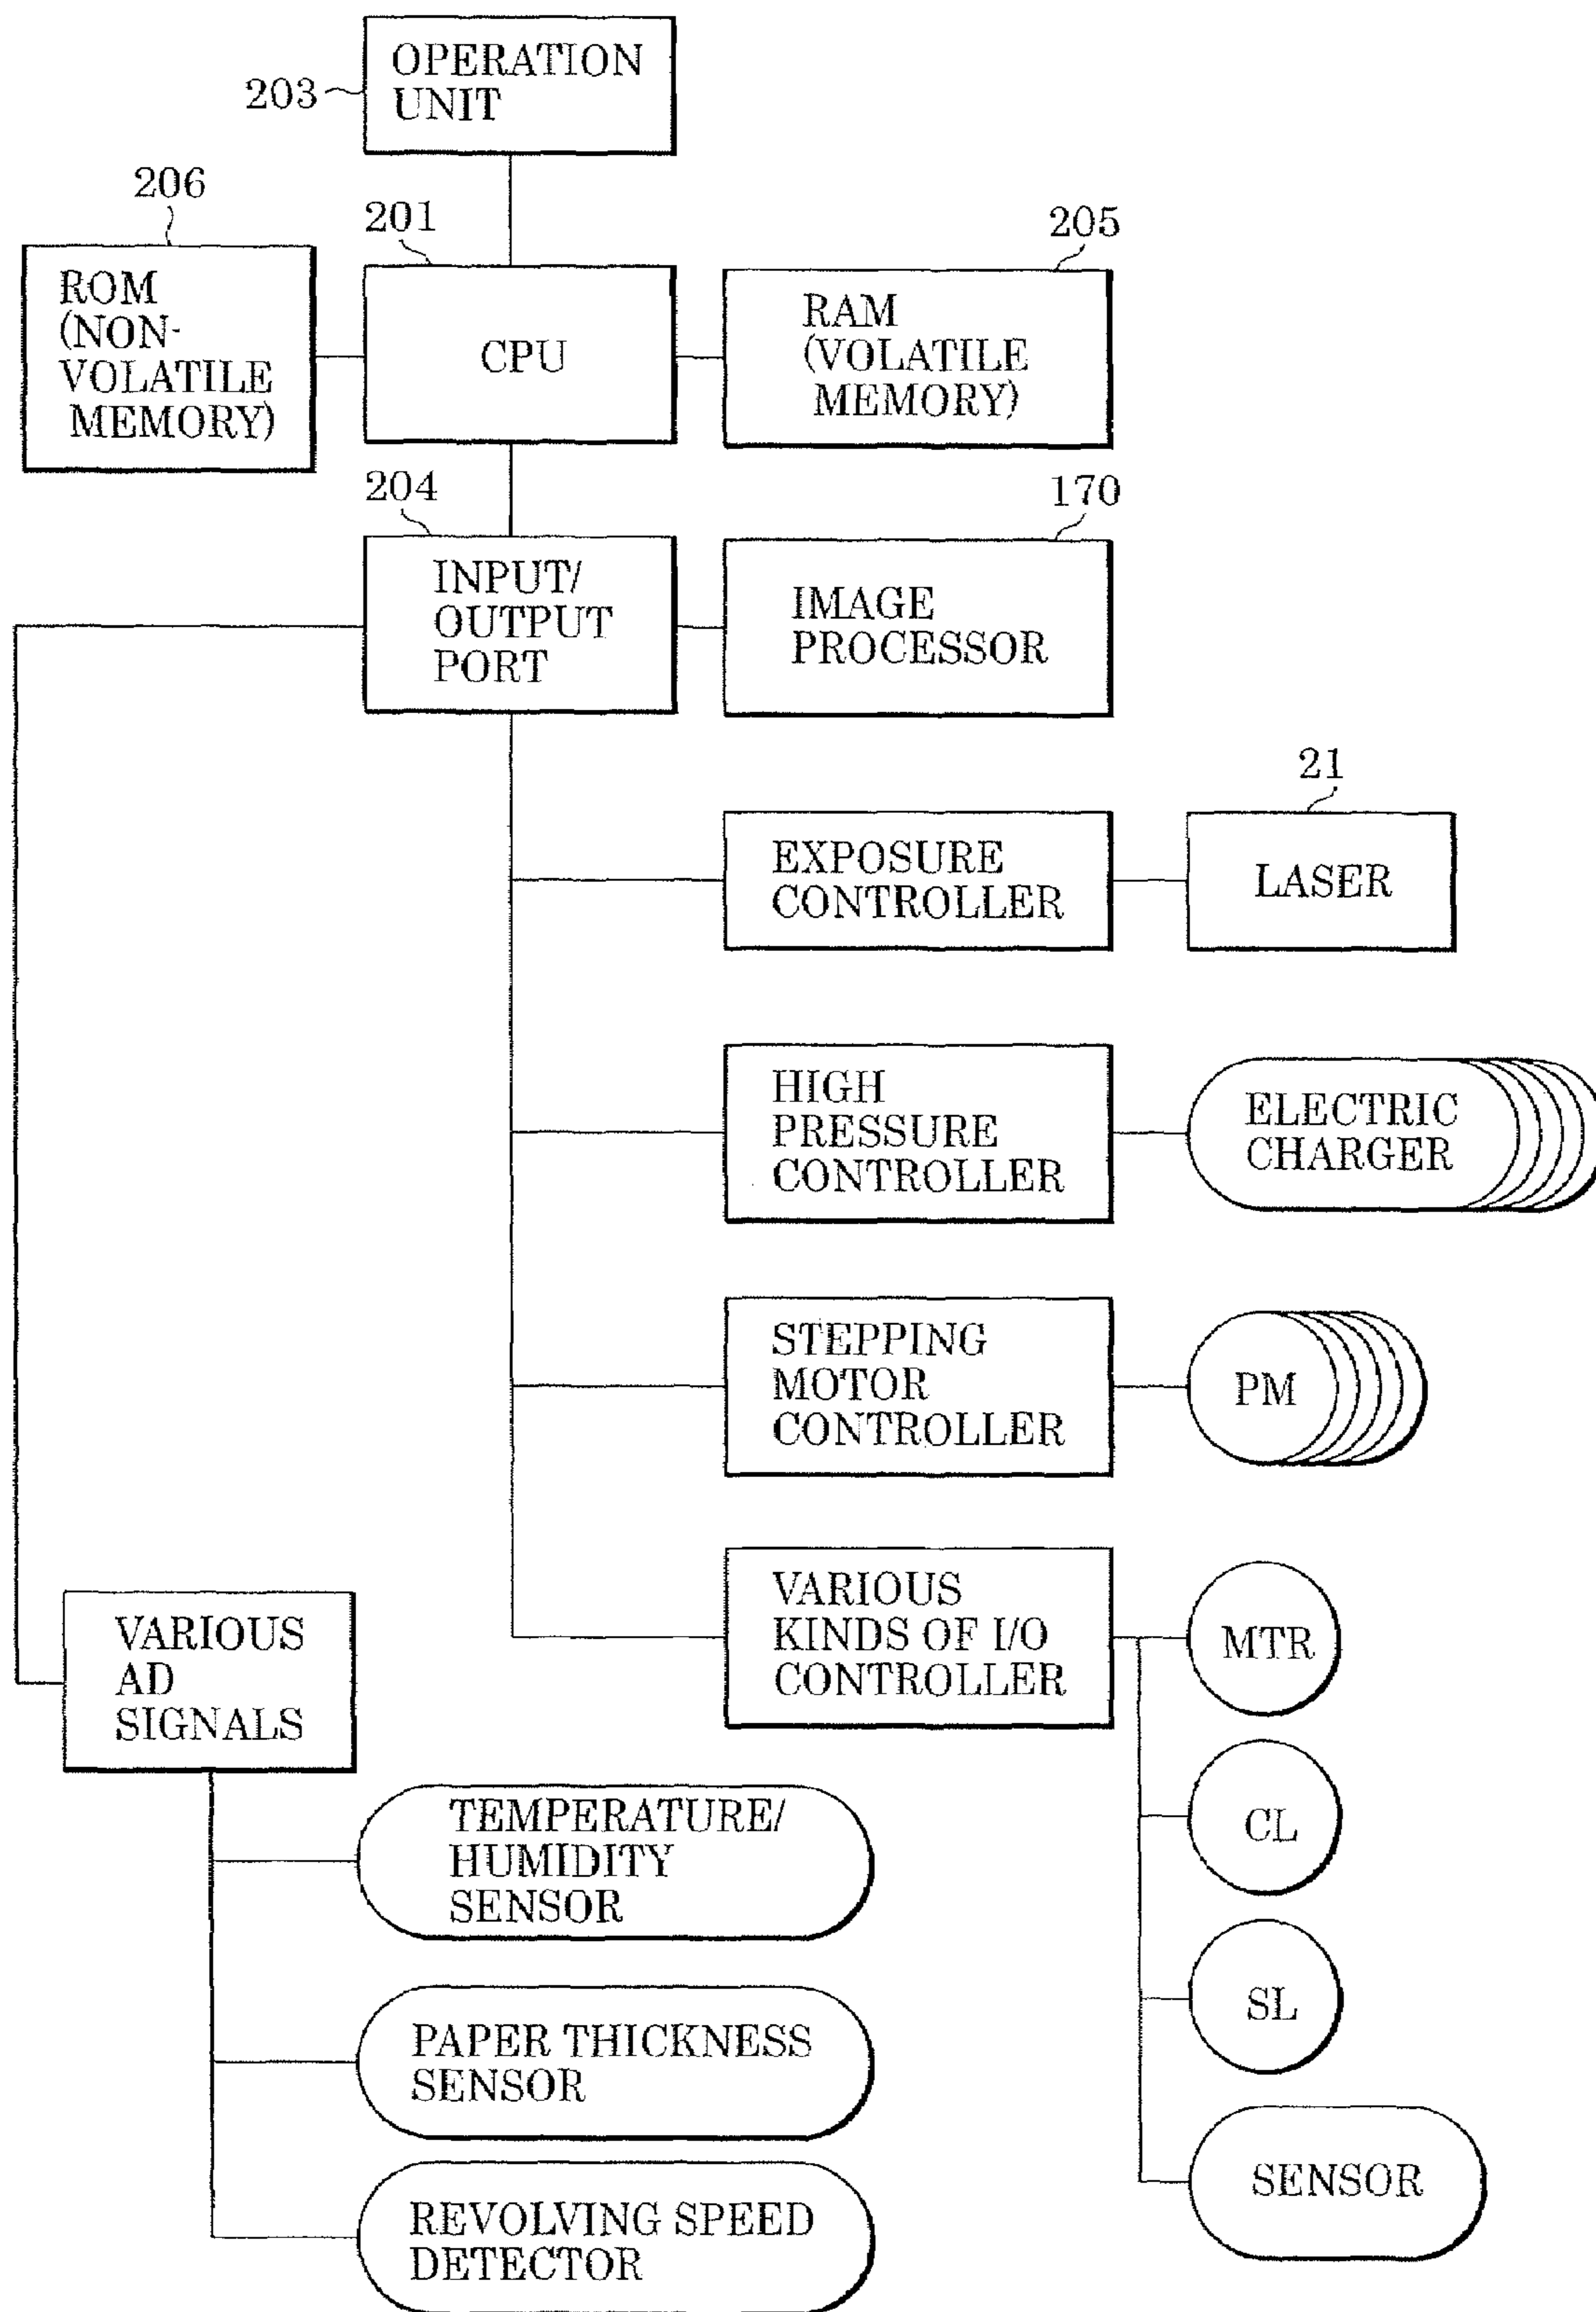 OPERATION
UNIT
203
206
201
205
ROM
(NON-
VOLATILE
MEMORY)
CPU
RAM
(VOLATILE
MEMORY)
204
170
INPUT/
OUTPUT
PORT
IMAGE
PROCESSOR
21
EXPOSURE
CONTROLLER
LASER
HIGH
PRESSURE
CONTROLLER
ELECTRIC
CHARGER
STEPPING
MOTOR
CONTROLLER
PM
VARIOUS
KINDS OF I/O
CONTROLLER
MTR
CL
SL
SENSOR
VARIOUS
AD
SIGNALS
TEMPERATURE/
HUMIDITY
SENSOR
PAPER THICKNESS
SENSOR
REVOLVING SPEED
DETECTOR